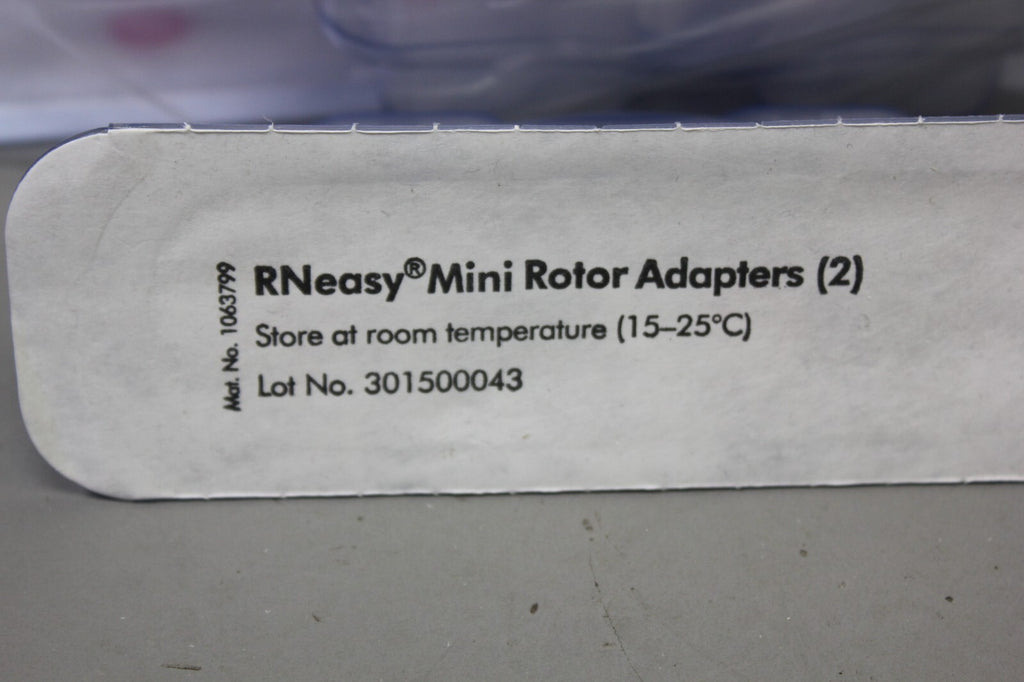 RNeasy® Mini Rotor Adapters (2)
Store at room temperature (15–25°C)
Lot No. 301500043
Mat. No. 1063799